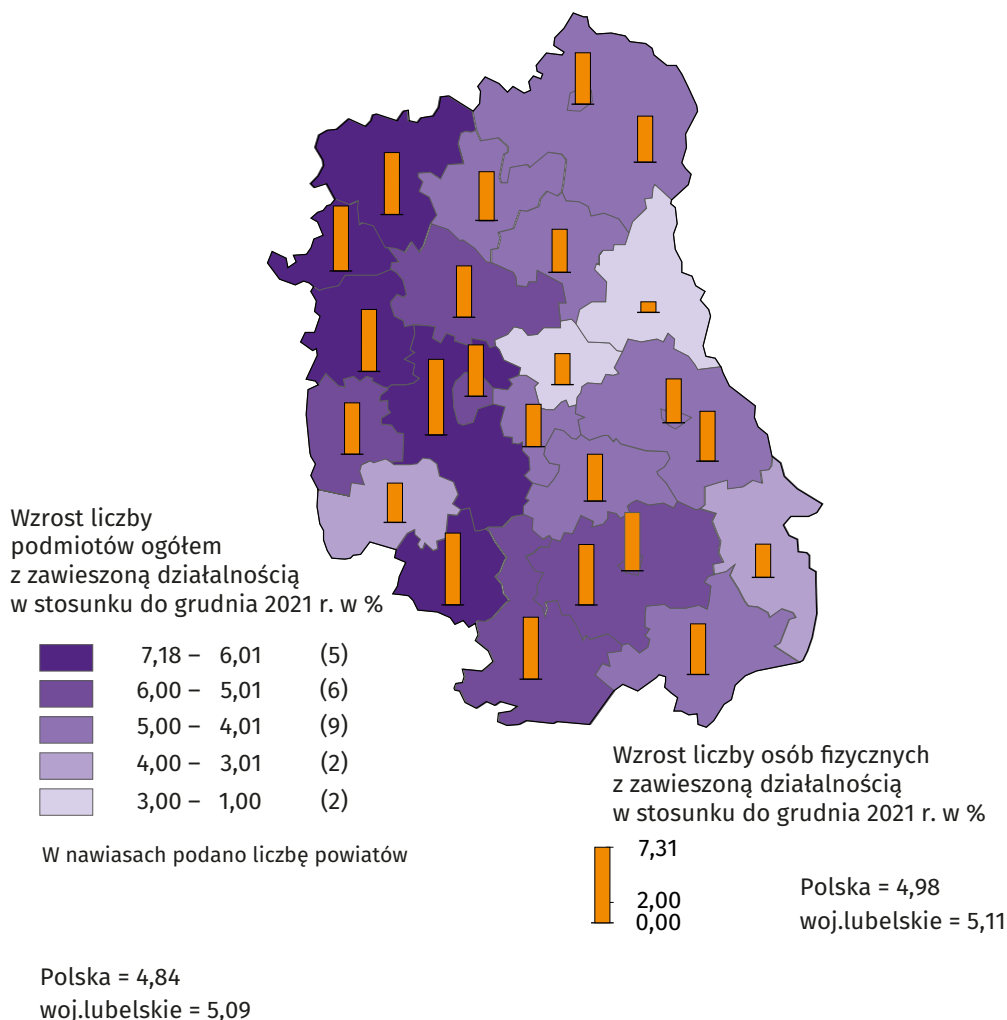 Wzrost liczby
podmiotów ogółem
z zawieszoną działalnością
w stosunku do grudnia 2021 r. w %
7,18 – 6,01 (5)
6,00 – 5,01 (6)
5,00 – 4,01 (9)
4,00 – 3,01 (2)
3,00 – 1,00 (2)
W nawiasach podano liczbę powiatów
Polska = 4,84
woj.lubelskie = 5,09
Wzrost liczby osób fizycznych
z zawieszoną działalnością
w stosunku do grudnia 2021 r. w %
7,31
2,00
0,00
Polska = 4,98
woj.lubelskie = 5,11